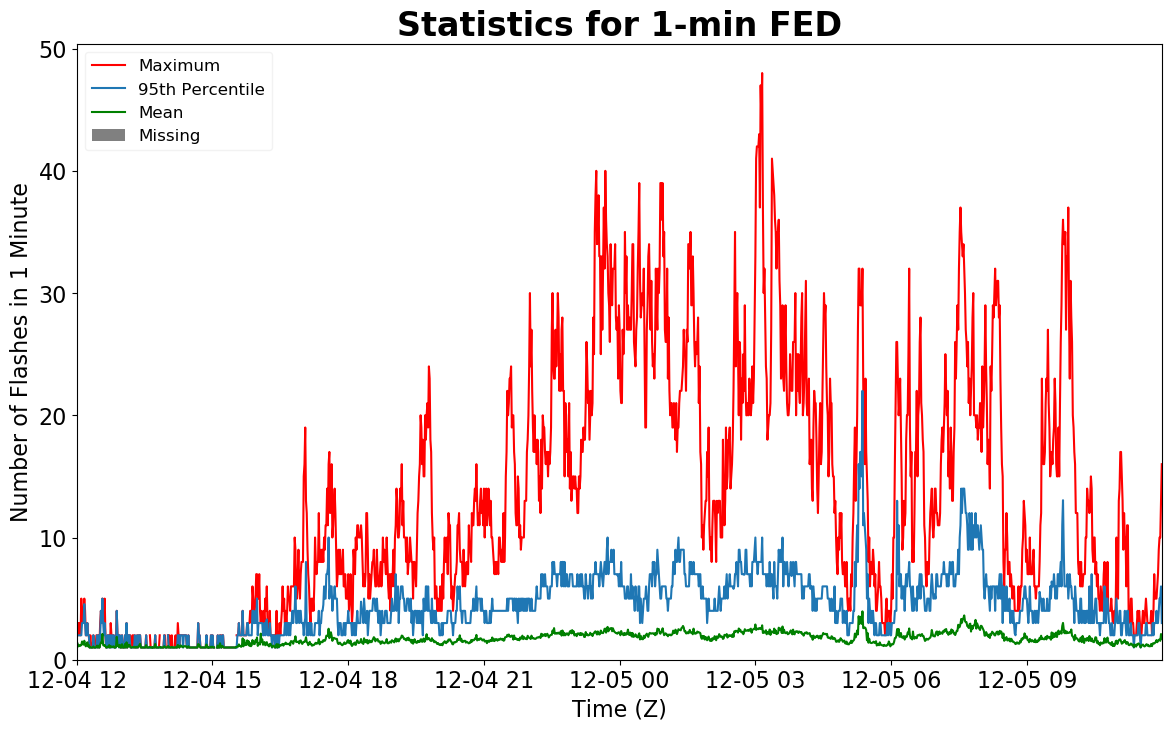 Statistics for 1-min FED
Number of Flashes in 1 Minute
50
40
30
20
10
0
Maximum
95th Percentile
Mean
Missing
12-04 12 12-04 15 12-04 18 12-04 21 12-05 00 12-05 03 12-05 06 12-05 09
Time (Z)